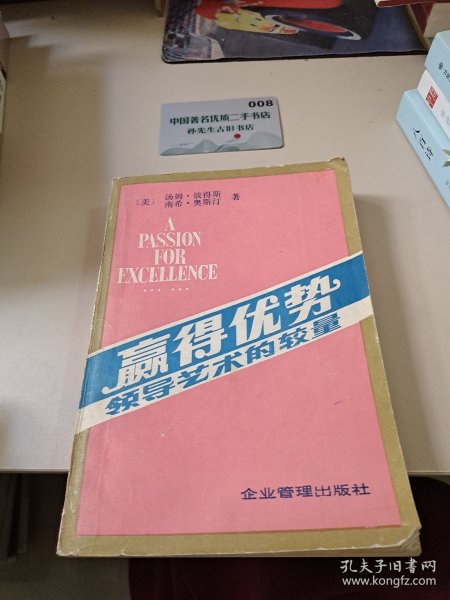 008
中国著名优质二手书店
孙先生古旧书店
〔美〕 汤姆·彼得斯
南希·奥斯汀 著
A
PASSION
FOR
EXCELLENCE
赢得优势
领导艺术的较量
企业管理出版社
孔夫子旧书网
www.kongfz.com